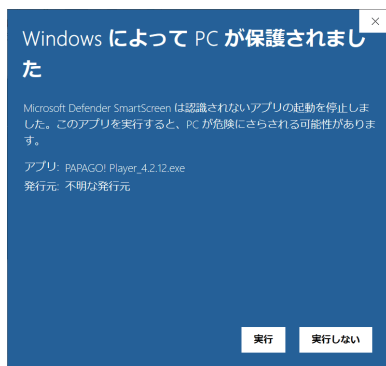 Windows によって PC が保護されまし
た
Microsoft Defender SmartScreen は認識されないアプリの起動を停止しま
した。このアプリを実行すると、PC が危険にさらされる可能性がありま
す。
アプリ: PAPAGO! Player_4.2.12.exe
発行元: 不明な発行元
実行 実行しない